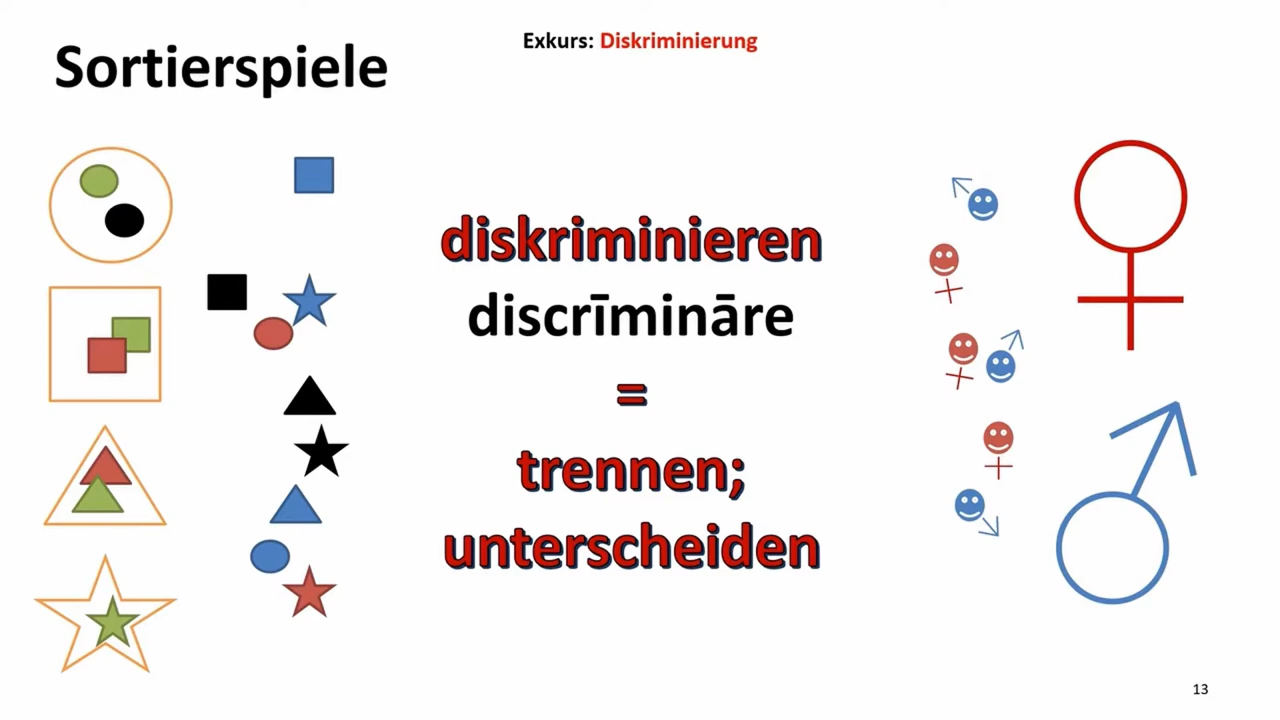 Exkurs: Diskriminierung
Sortierspiele
diskriminieren
discrīmināre
=
trennen;
unterscheiden
13